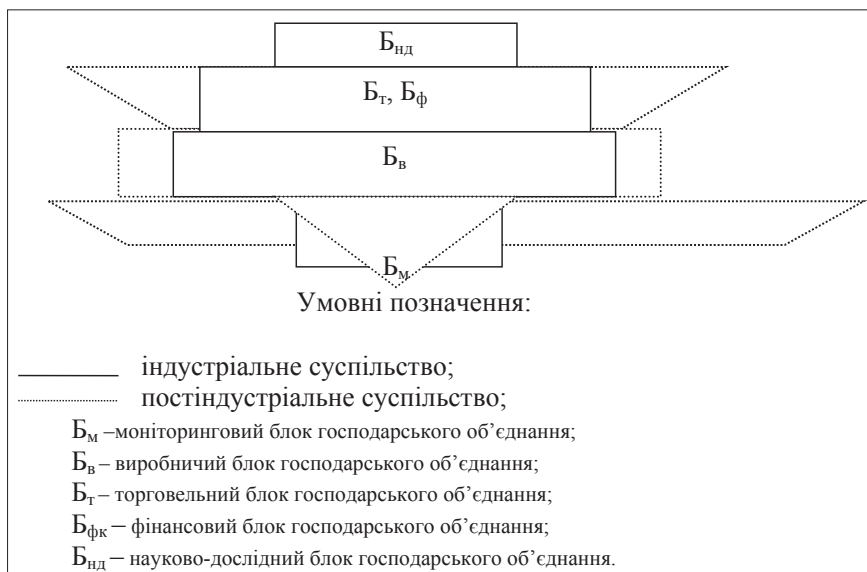 Бнд
Бт, Бф
Бв
Бм
Умовні позначення:
індустріальне суспільство;
постіндустріальне суспільство;
Бм –моніторинговий блок господарського об’єднання;
Бв – виробничий блок господарського об’єднання;
Бт – торговельний блок господарського об’єднання;
Бфк – фінансовий блок господарського об’єднання;
Бнд – науково-дослідний блок господарського об’єднання.